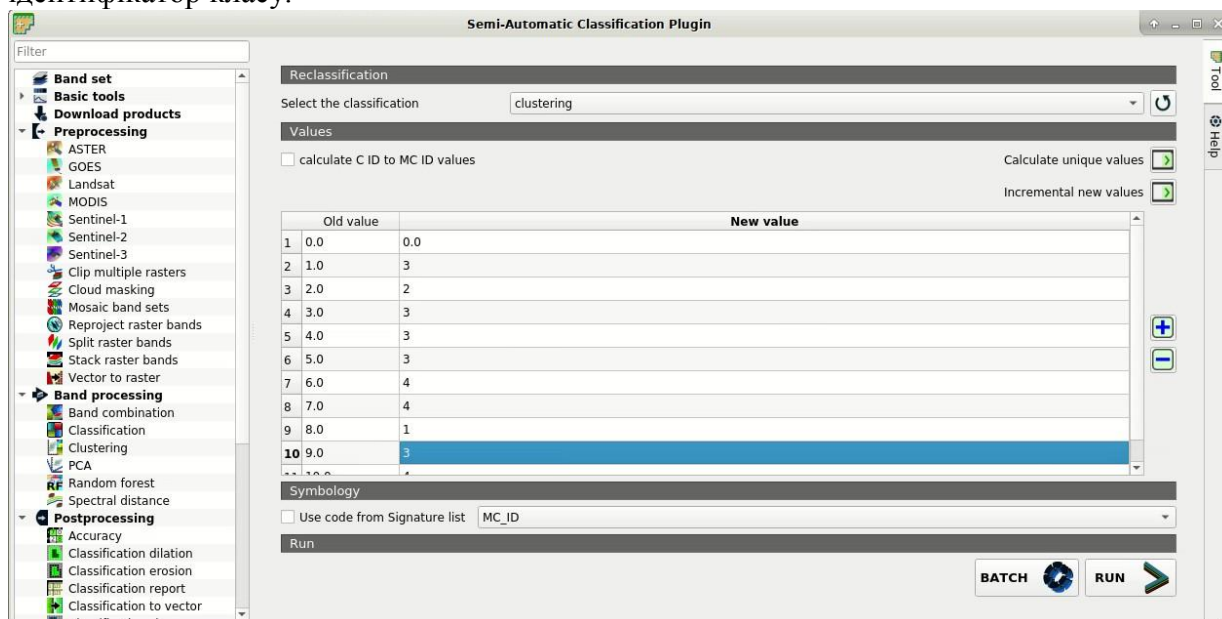 ідентифікатор класу.
Semi-Automatic Classification Plugin
Filter
Band set
Basic tools
Download products
Preprocessing
ASTER
GOES
Landsat
MODIS
Sentinel-1
Sentinel-2
Sentinel-3
Clip multiple rasters
Cloud masking
Mosaic band sets
Reproject raster bands
Split raster bands
Stack raster bands
Vector to raster
Band processing
Band combination
Classification
Clustering
PCA
RF Random forest
Spectral distance
Postprocessing
Accuracy
Classification dilation
Classification erosion
Classification report
Classification to vector
Reclassification
Select the classification clustering
Values
calculate C ID to MC ID values Calculate unique values
Incremental new values
Old value New value
1 0.0 0.0
2 1.0 3
3 2.0 2
4 3.0 3
5 4.0 3
6 5.0 3
7 6.0 4
8 7.0 4
9 8.0 1
10 9.0 3
Symbology
Use code from Signature list MC_ID
Run
BATCH RUN
Tool
Help